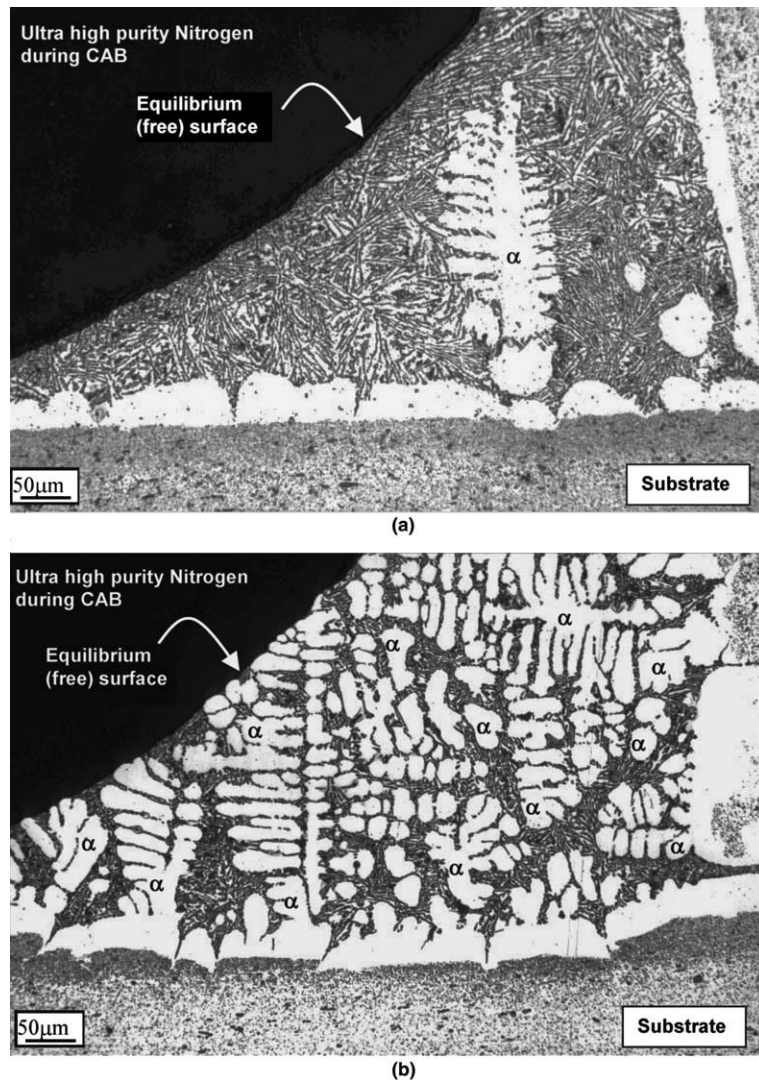 Ultra high purity Nitrogen
during CAB
Equilibrium
(free) surface
α
50μm
Substrate
(a)
Ultra high purity Nitrogen
during CAB
α
Equilibrium
(free) surface
α
α
α
α
α
α
α
α
α
α
α
50μm
Substrate
(b)